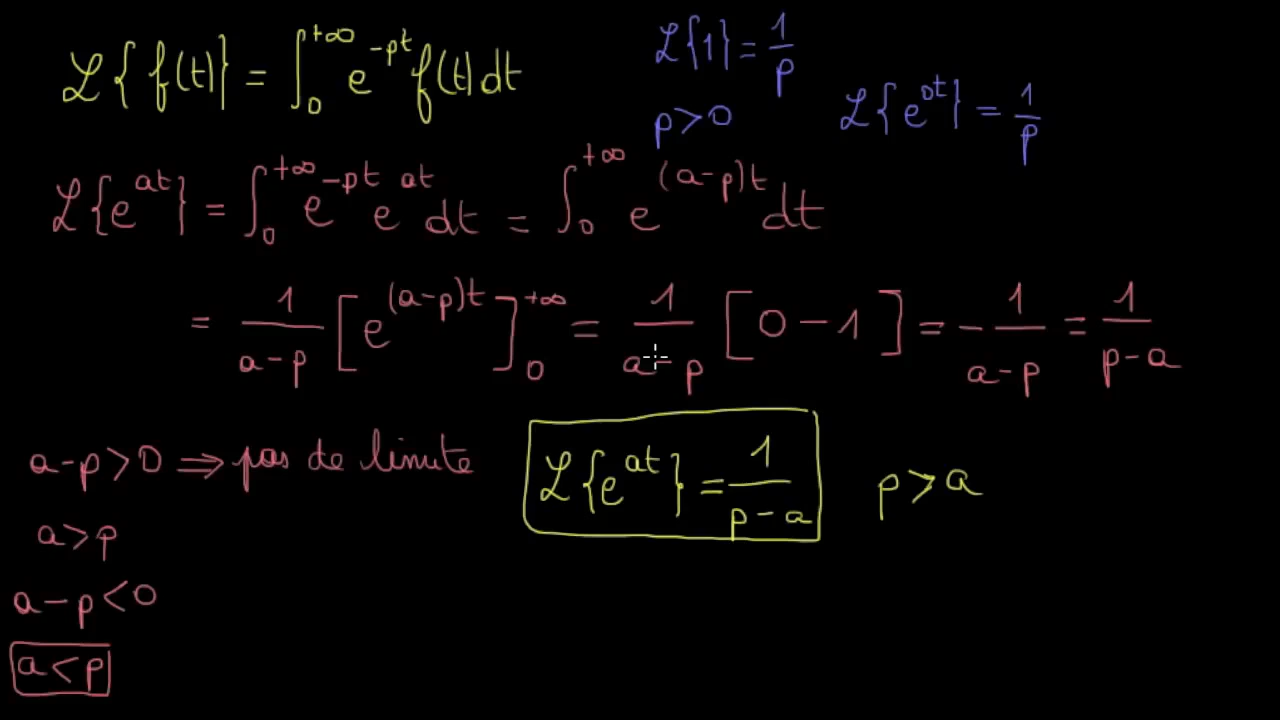 ℒ{f(t)} = ∫₀^{+∞} e^{-pt} f(t) dt
ℒ{1} = 1/p
p > 0
ℒ{e^{0t}} = 1/p
ℒ{e^{at}} = ∫₀^{+∞} e^{-pt} e^{at} dt = ∫₀^{+∞} e^{(a-p)t} dt
= 1/(a-p) [e^{(a-p)t}]₀^{+∞} = 1/(a-p) [0 - 1] = - 1/(a-p) = 1/(p-a)
a-p > 0 ⇒ pas de limite
a > p
a-p < 0
a < p
ℒ{e^{at}} = 1/(p-a)
p > a